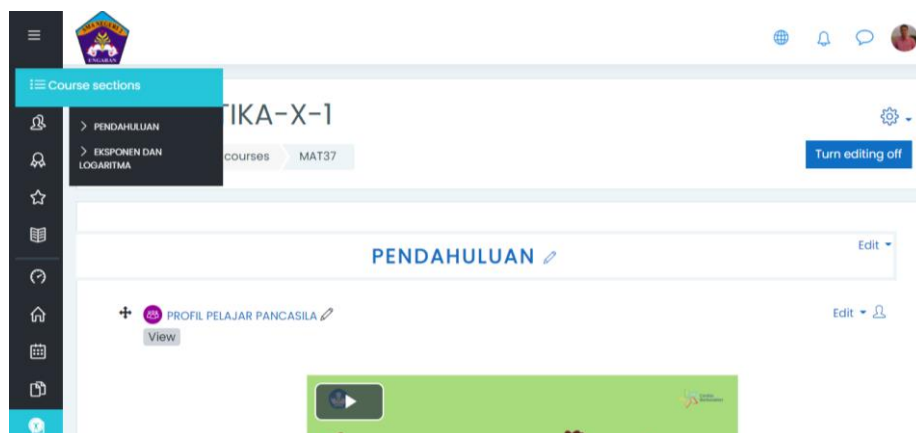 UNGARAN
Course sections
TIKA-X-1
PENDAHULUAN
EKSPONEN DAN
LOGARITMA
courses
MAT37
Turn editing off
PENDAHULUAN
Edit
PROFIL PELAJAR PANCASILA
Edit
View